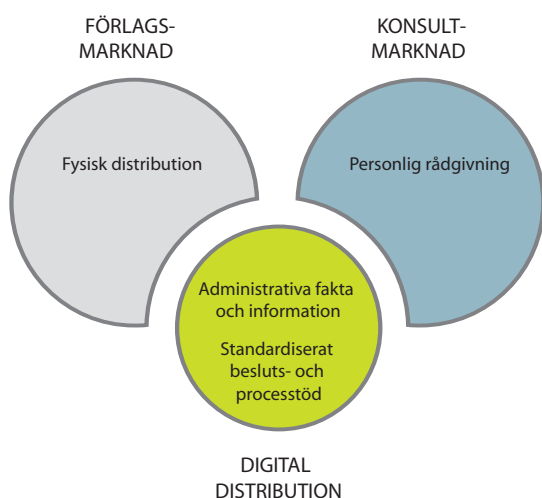 FÖRLAGS-
MARKNAD
KONSULT-
MARKNAD
Fysisk distribution
Personlig rådgivning
Administrativa fakta
och information
Standardiserat
besluts- och
processtöd
DIGITAL
DISTRIBUTION